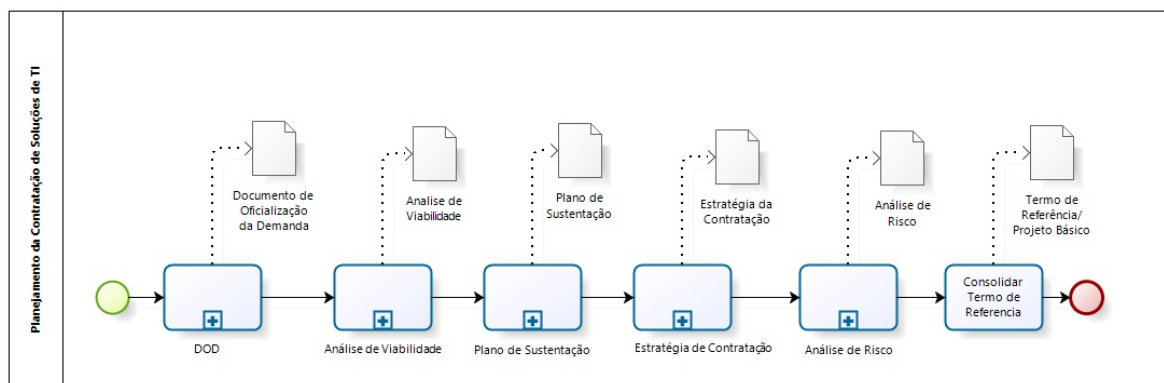 Planejamento da Contratação de Soluções de TI
Documento de
Oficialização
da Demanda
Analise de
Viabilidade
Plano de
Sustentação
Estratégia da
Contratação
Análise de
Risco
Termo de
Referência/
Projeto Básico
DOD
Análise de Viabilidade
Plano de Sustentação
Estratégia de Contratação
Análise de Risco
Consolidar
Termo de
Referencia